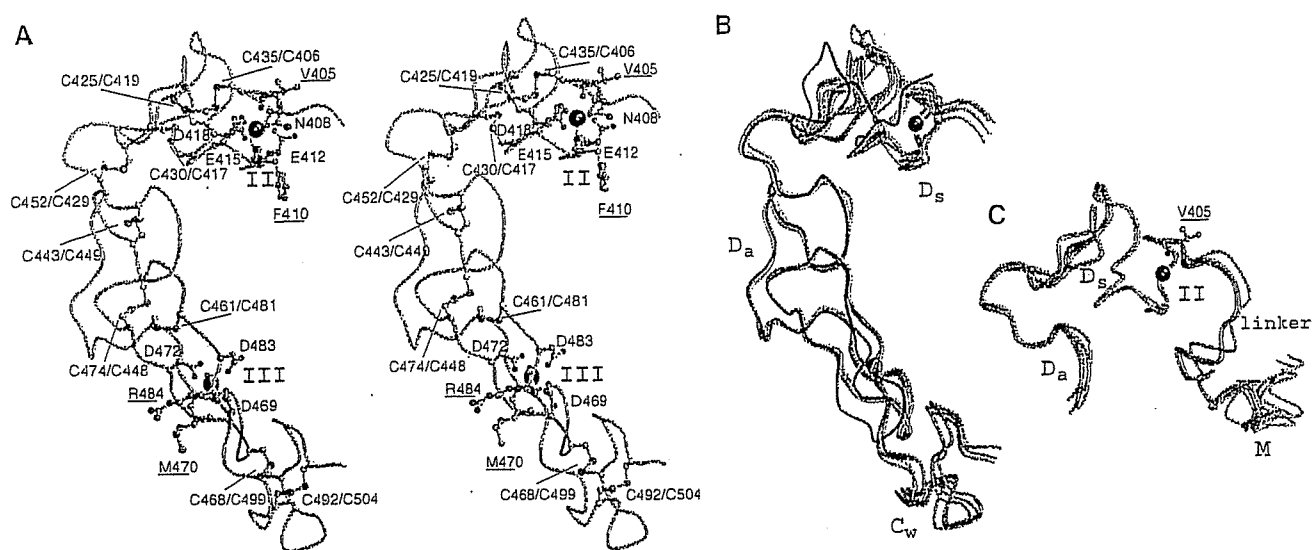 A
C435/C406
C425/C419
V405
N408
D418
E415
E412
C430/C417
II
C452/C429
F410
C443/C449
C461/C481
D472
D483
C474/C448
III
R484
D469
M470
C468/C499
C492/C504
C435/C406
C425/C419
V405
N408
D418
E415
E412
C430/C417
II
C452/C429
F410
C443/C449
C461/C481
D472
D483
C474/C448
III
R484
D469
M470
C468/C499
C492/C504
B
Ds
Da
Cw
C
V405
Ds
II
linker
Da
M